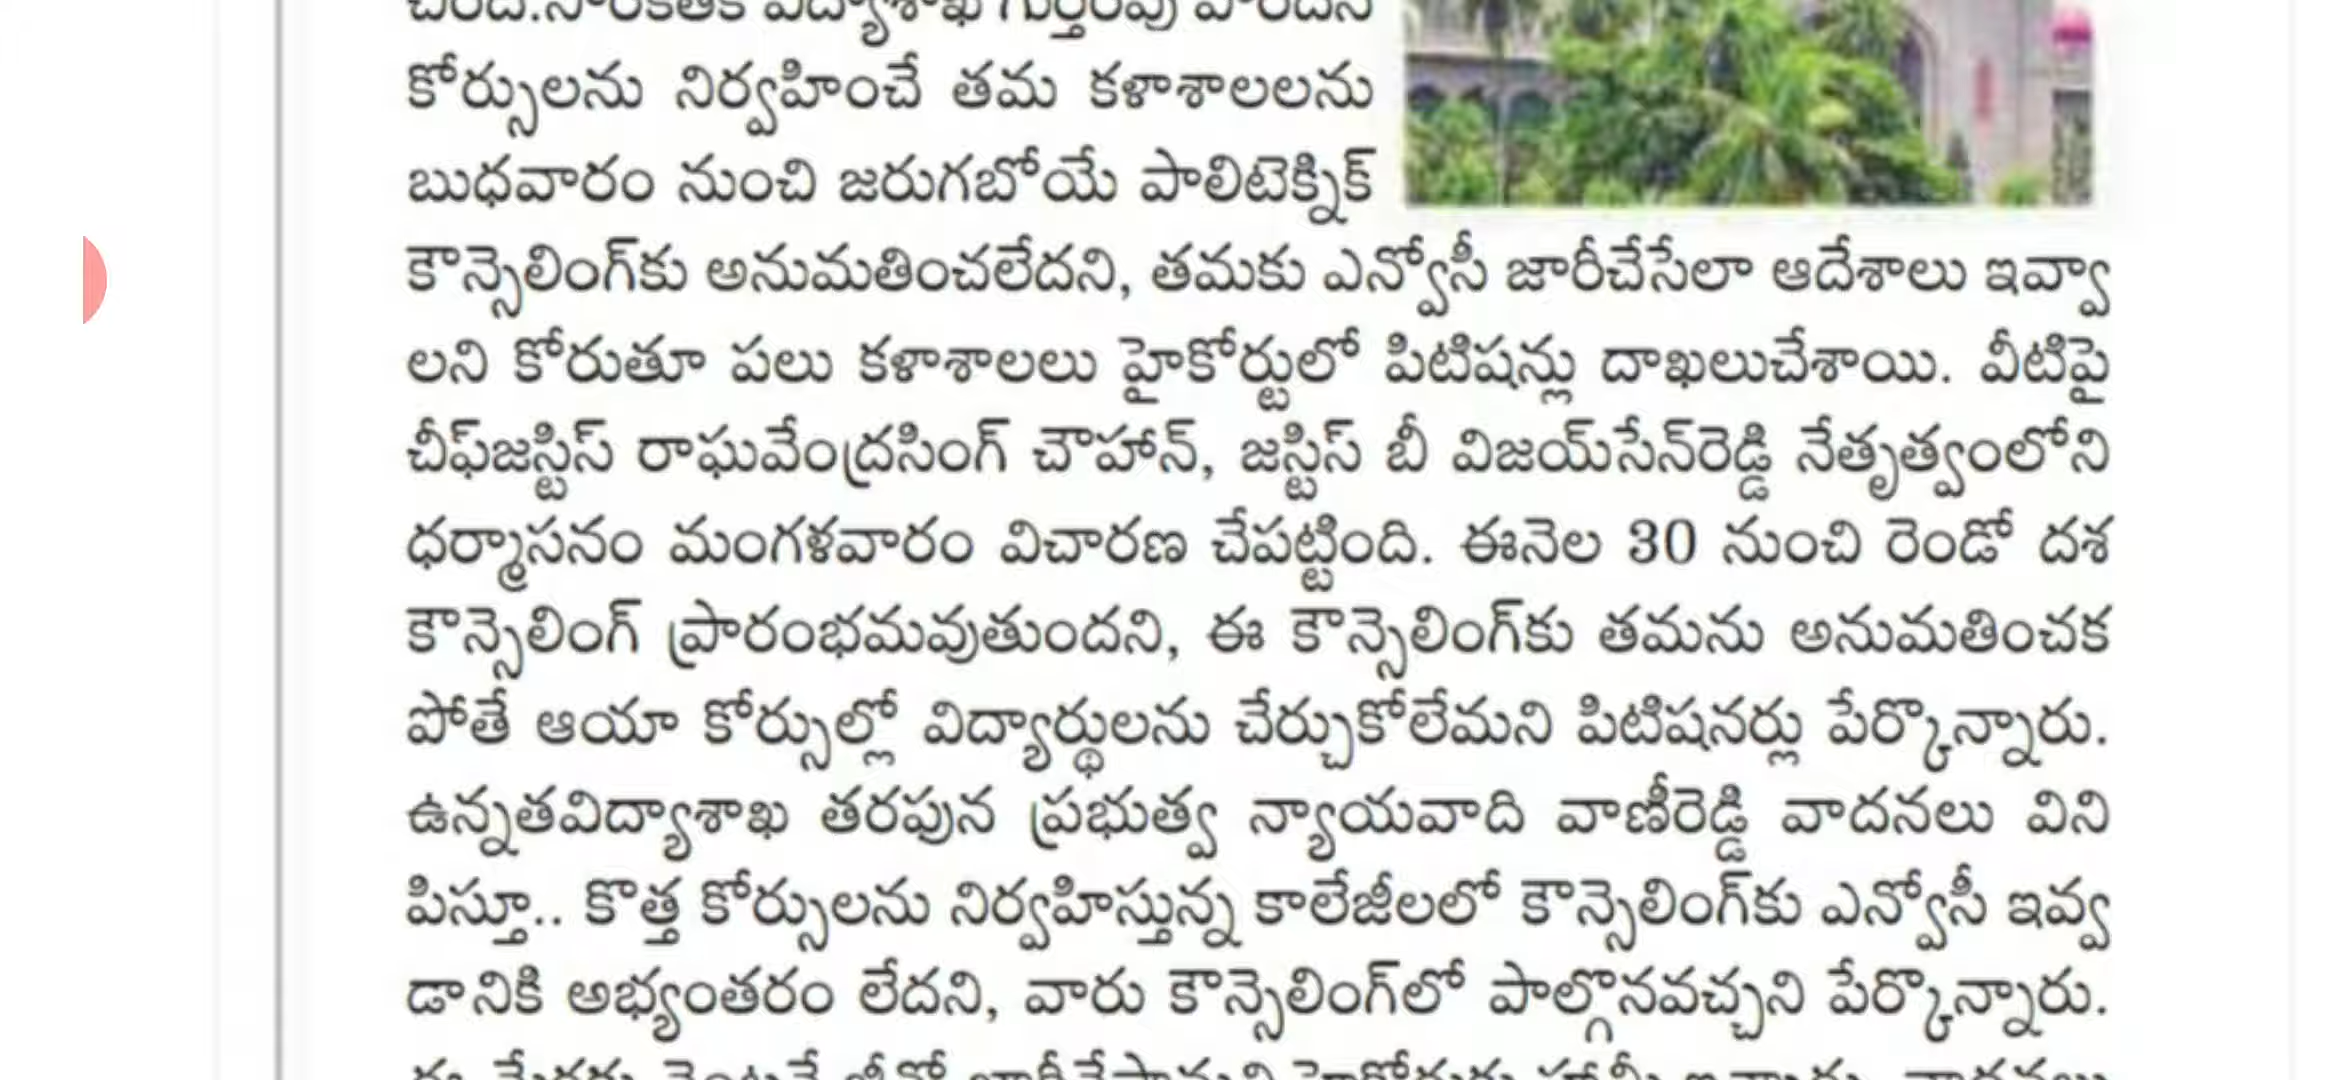 కోర్సులను నిర్వహించే తమ కళాశాలలను
బుధవారం నుంచి జరుగబోయే పాలిటెక్నిక్
కౌన్సెలింగ్‌కు అనుమతించలేదని, తమకు ఎన్వోసీ జారీచేసేలా ఆదేశాలు ఇవ్వా
లని కోరుతూ పలు కళాశాలలు హైకోర్టులో పిటిషన్లు దాఖలుచేశాయి. వీటిపై
చీఫ్‌జస్టిస్ రాఘవేంద్రసింగ్ చౌహాన్, జస్టిస్ బీ విజయ్‌సేన్‌రెడ్డి నేతృత్వంలోని
ధర్మాసనం మంగళవారం విచారణ చేపట్టింది. ఈనెల 30 నుంచి రెండో దశ
కౌన్సెలింగ్ ప్రారంభమవుతుందని, ఈ కౌన్సెలింగ్‌కు తమను అనుమతించక
పోతే ఆయా కోర్సుల్లో విద్యార్థులను చేర్చుకోలేమని పిటిషనర్లు పేర్కొన్నారు.
ఉన్నతవిద్యాశాఖ తరఫున ప్రభుత్వ న్యాయవాది వాణీరెడ్డి వాదనలు విని
పిస్తూ.. కొత్త కోర్సులను నిర్వహిస్తున్న కాలేజీలలో కౌన్సెలింగ్‌కు ఎన్వోసీ ఇవ్వ
డానికి అభ్యంతరం లేదని, వారు కౌన్సెలింగ్‌లో పాల్గొనవచ్చని పేర్కొన్నారు.